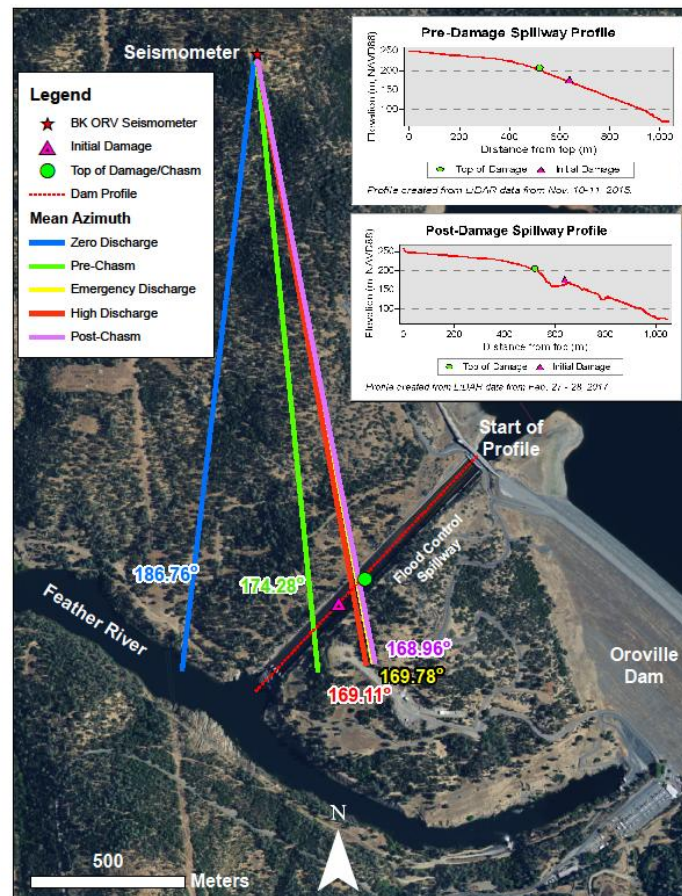 Seismometer
Legend
BK ORV Seismometer
Initial Damage
Top of Damage/Chasm
Dam Profile
Mean Azimuth
Zero Discharge
Pre-Chasm
Emergency Discharge
High Discharge
Post-Chasm
Pre-Damage Spillway Profile
Elevation (m, NAVD88)
250
200
150
100
0 200 400 600 800 1,000
Distance from top (m)
Top of Damage Initial Damage
Profile created from LiDAR data from Nov. 10-11, 2015.
Post-Damage Spillway Profile
Elevation (m, NAVD88)
250
200
150
100
0 200 400 600 800 1,000
Distance from top (m)
Top of Damage Initial Damage
Profile created from LiDAR data from Feb. 27 - 28, 2017
Start of
Profile
Flood Control
Spillway
186.76°
174.28°
Feather River
168.96°
169.78°
169.11°
Oroville
Dam
N
500
Meters